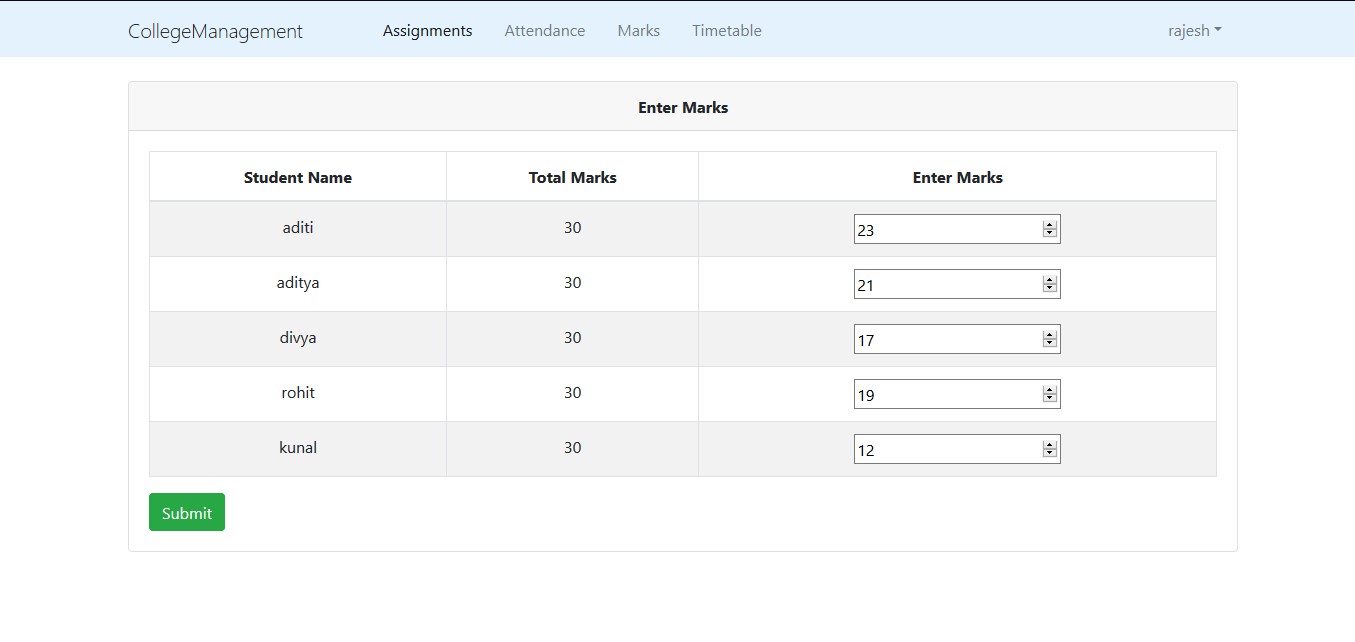 CollegeManagement Assignments Attendance Marks Timetable rajesh
Enter Marks
Student Name Total Marks Enter Marks
aditi 30 23
aditya 30 21
divya 30 17
rohit 30 19
kunal 30 12
Submit